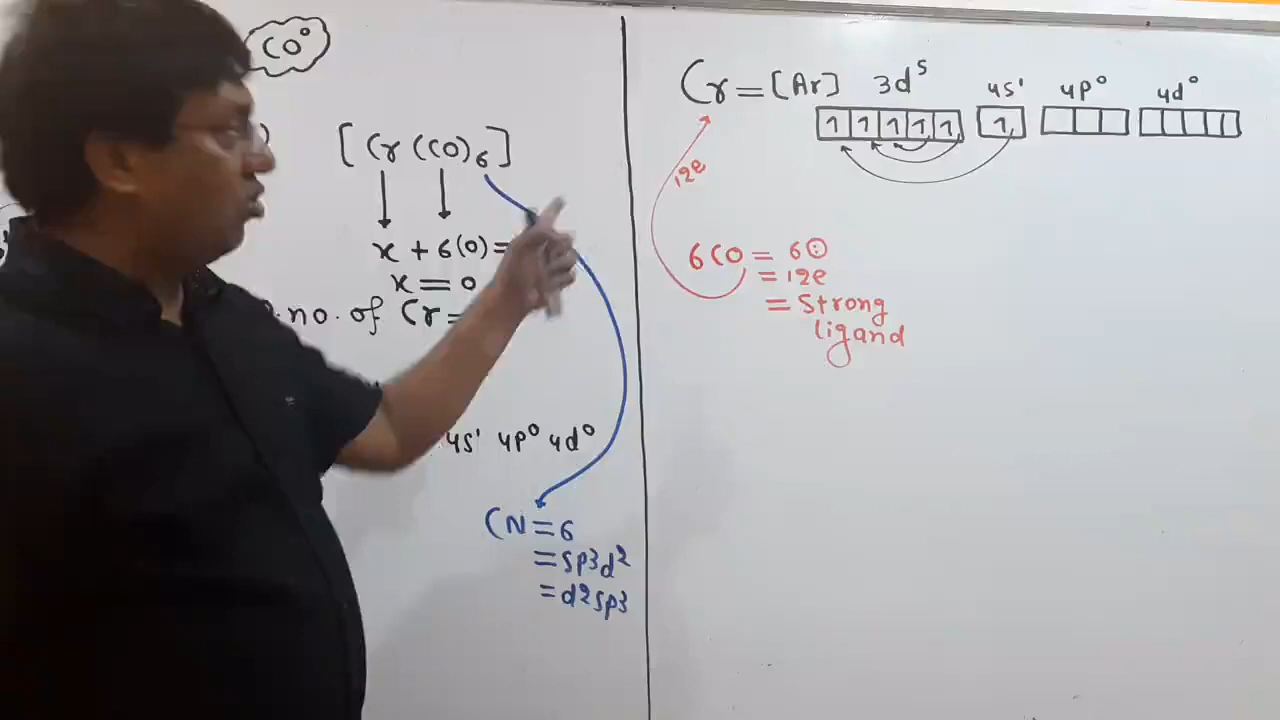 CO⁰
[Cr(CO)₆]
x + 6(0) =
x = 0
.no. of Cr =
4s¹ 4p⁰ 4d⁰
CN = 6
= sp3d²
= d²sp3
Cr = [Ar] 3d⁵ 4s¹ 4p⁰ 4d⁰
1 1 1 1 1 1
12e
6CO = 6
= 12e
= Strong
ligand